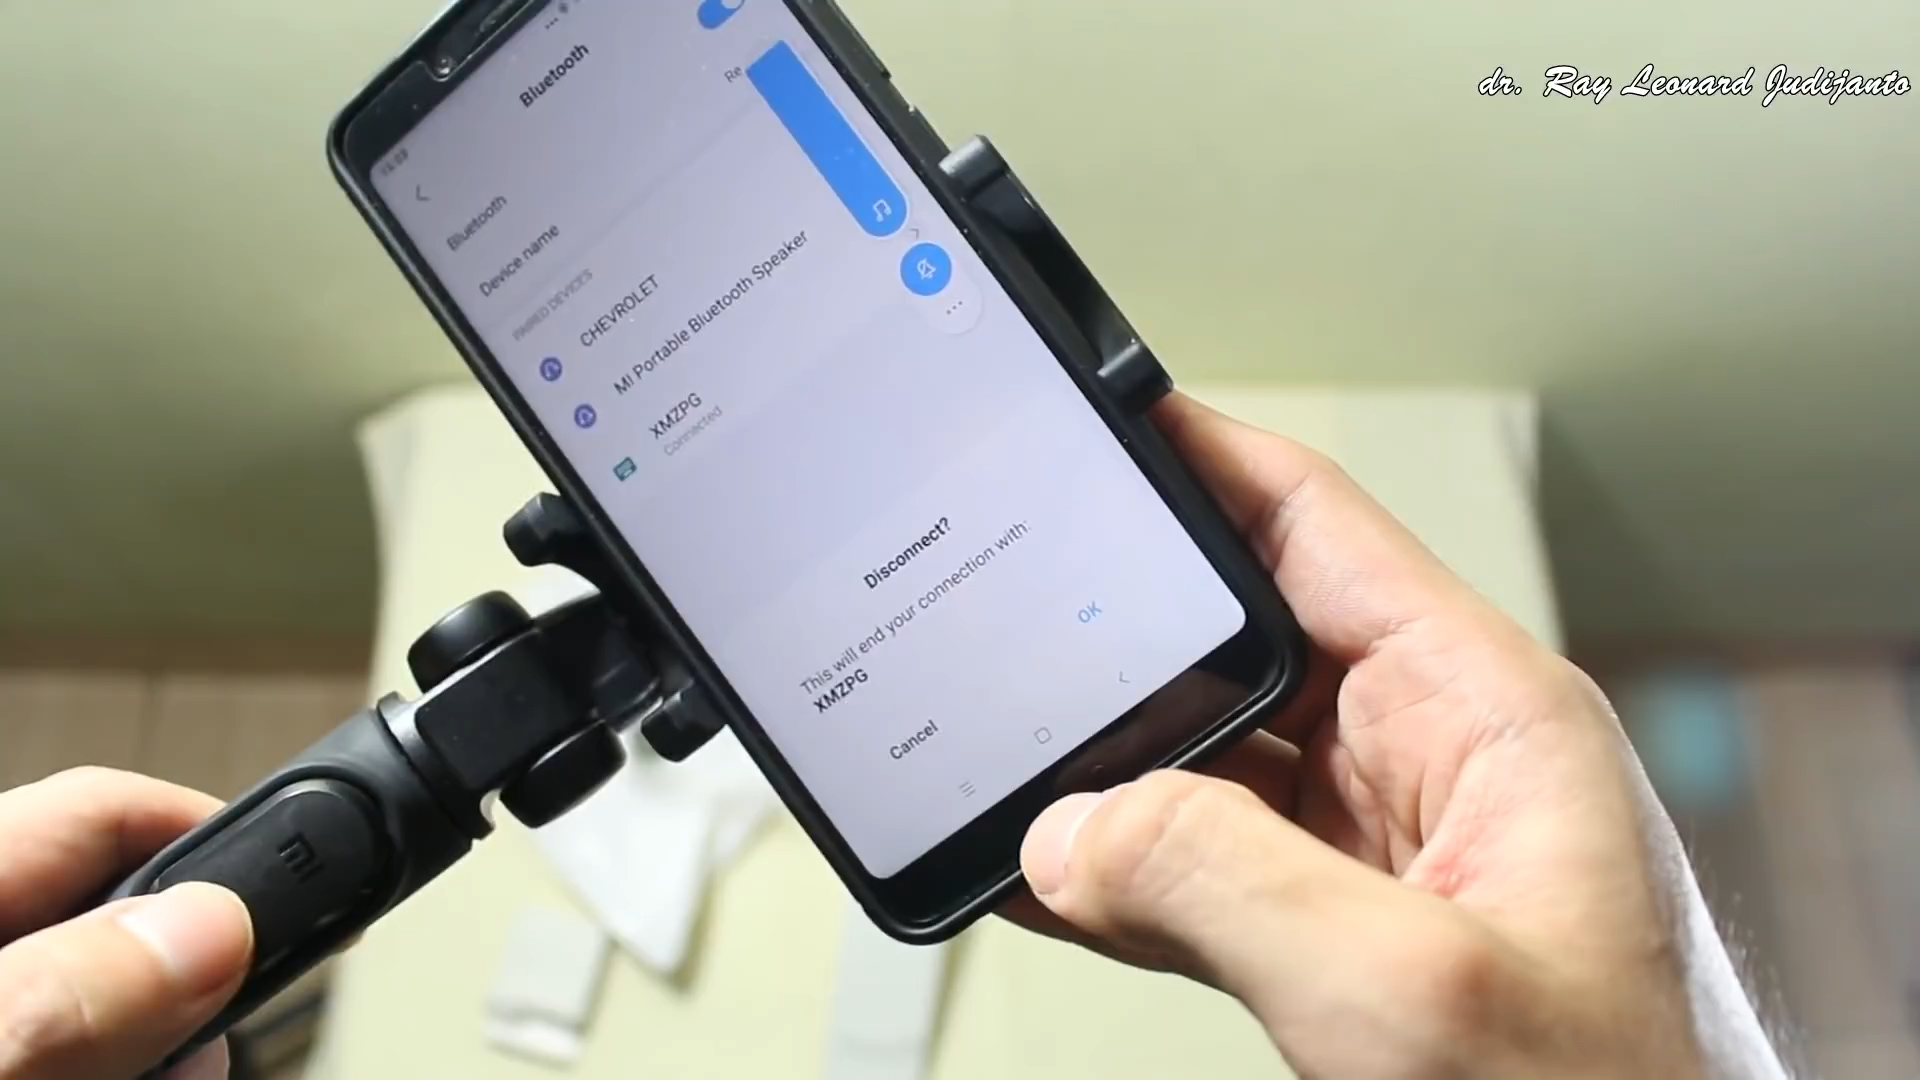 dr. Ray Leonard Judijanto
Bluetooth
Bluetooth
Device name
PAIRED DEVICES
CHEVROLET
MI Portable Bluetooth Speaker
XMZPG
Connected
Disconnect?
This will end your connection with:
XMZPG
Cancel
OK
MI